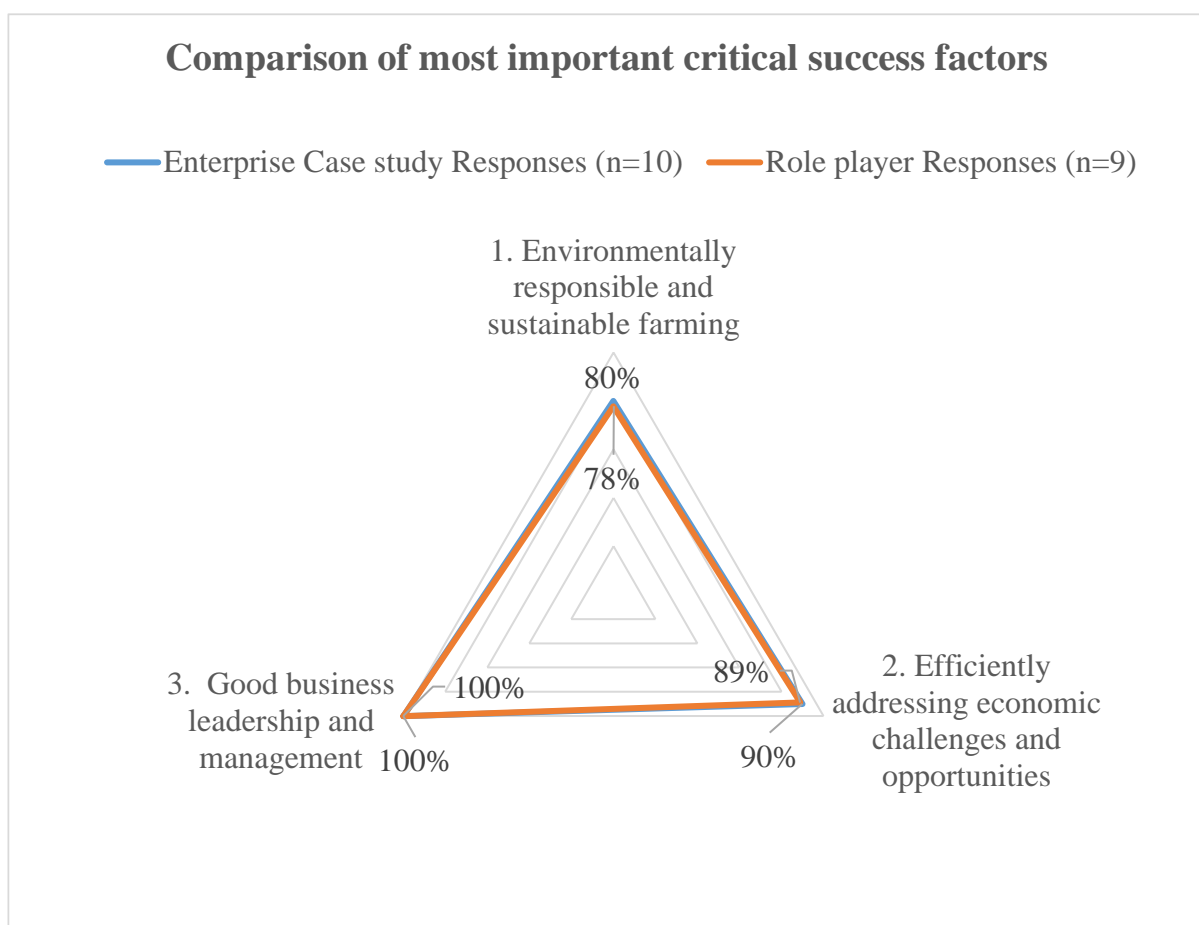 Comparison of most important critical success factors
Enterprise Case study Responses (n=10) Role player Responses (n=9)
1. Environmentally
responsible and
sustainable farming
80%
78%
89%
2. Efficiently
addressing economic
challenges and
opportunities
90%
3. Good business
leadership and
management
100%
100%